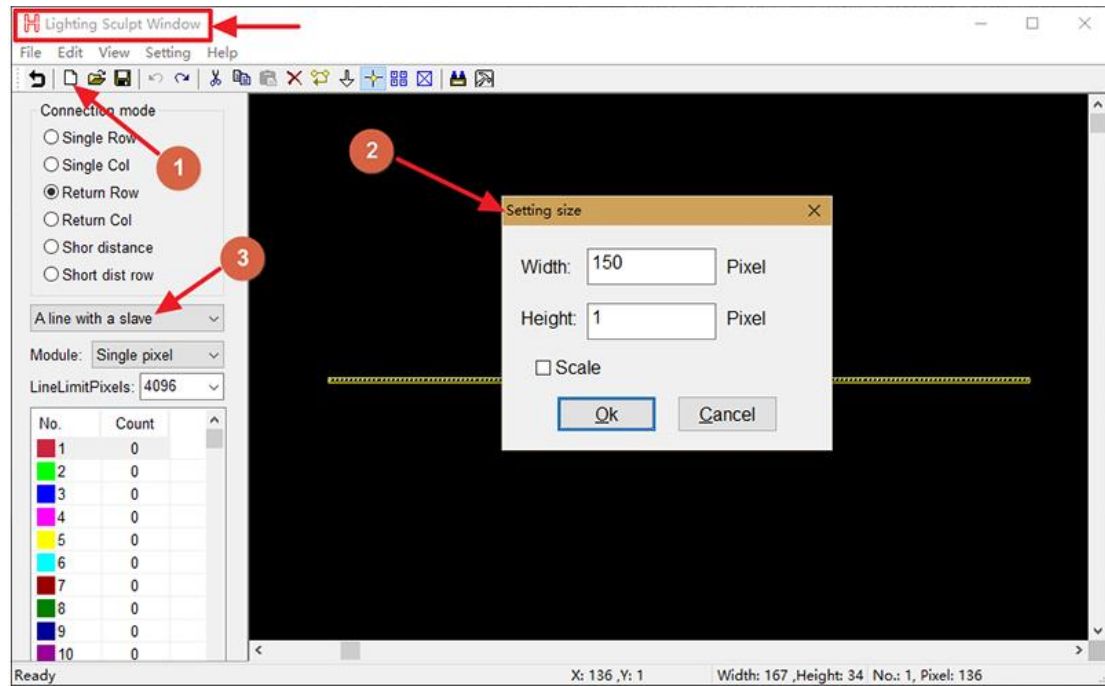 Lighting Sculpt Window
File Edit View Setting Help
Connection mode
Single Row
Single Col
Return Row
Return Col
Shor distance
Short dist row
1
2
3
A line with a slave
Module: Single pixel
LineLimitPixels: 4096
No. Count
1 0
2 0
3 0
4 0
5 0
6 0
7 0
8 0
9 0
10 0
Setting size
Width: 150 Pixel
Height: 1 Pixel
Scale
Ok Cancel
Ready X: 136 ,Y: 1 Width: 167 ,Height: 34 No.: 1, Pixel: 136